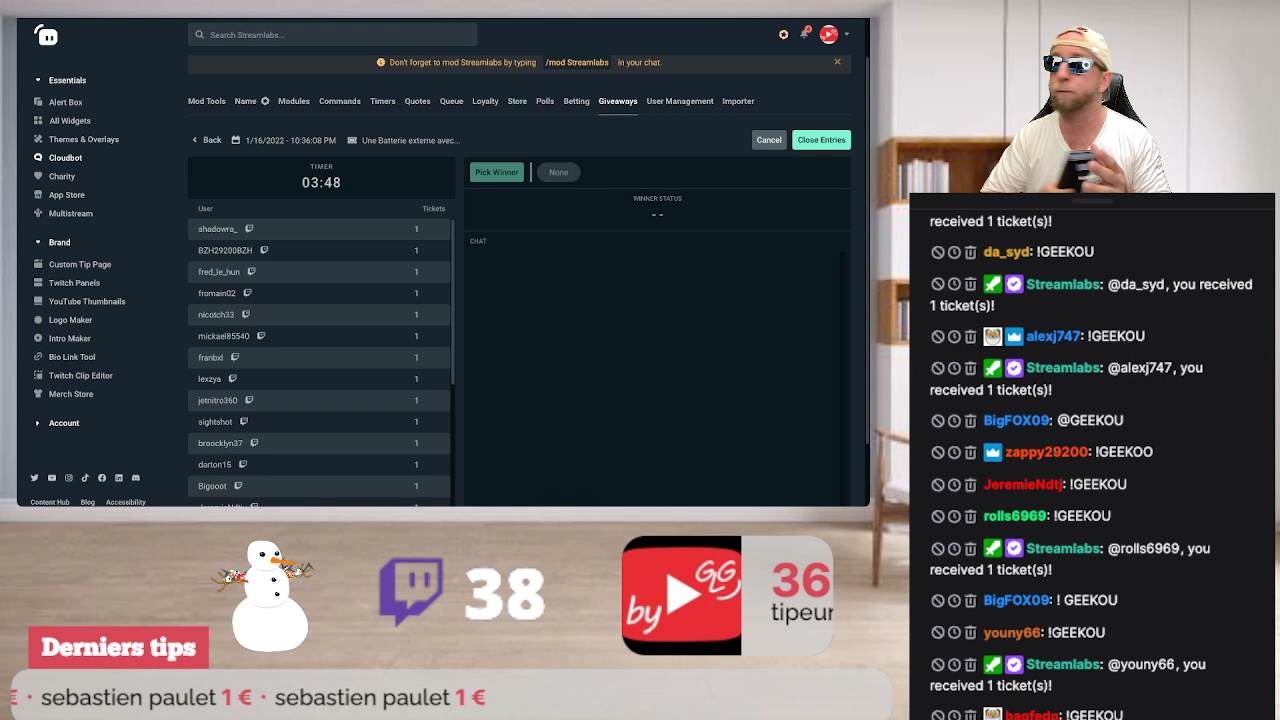 Search Streamlabs...
Don't forget to mod Streamlabs by typing /mod Streamlabs in your chat.
Essentials
Alert Box
All Widgets
Themes & Overlays
Cloudbot
Charity
App Store
Multistream
Brand
Custom Tip Page
Twitch Panels
YouTube Thumbnails
Logo Maker
Intro Maker
Bio Link Tool
Twitch Clip Editor
Merch Store
Account
Content Hub Blog Accessibility
Mod Tools Name Modules Commands Timers Quotes Queue Loyalty Store Polls Betting Giveaways User Management Importer
Back 1/16/2022 - 10:36:08 PM Une Batterie externe avec...
Cancel Close Entries
TIMER
03:48
User Tickets
shadowra_ 1
BZH29200BZH 1
fred_le_hun 1
fromain02 1
nicotch33 1
mickael85540 1
franbxl 1
lexzya 1
jetnitro360 1
sightshot 1
broocklyn37 1
darton15 1
Bigooot 1
Pick Winner None
WINNER STATUS
--
CHAT
received 1 ticket(s)!
da_syd: !GEEKOU
Streamlabs: @da_syd, you received
1 ticket(s)!
alexj747: !GEEKOU
Streamlabs: @alexj747, you
received 1 ticket(s)!
BigFOX09: @GEEKOU
zappy29200: !GEEKOO
JeremieNdtj: !GEEKOU
rolls6969: !GEEKOU
Streamlabs: @rolls6969, you
received 1 ticket(s)!
BigFOX09: ! GEEKOU
youny66: !GEEKOU
Streamlabs: @youny66, you
received 1 ticket(s)!
bagfedo: !GEEKOU
38
by GLG
36
tipeur
Derniers tips
€ · sebastien paulet 1 € · sebastien paulet 1 €